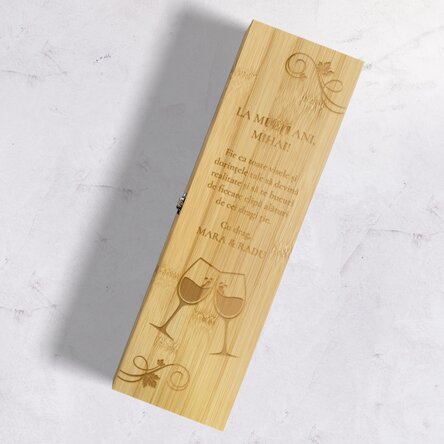 LA MULȚI ANI,
MIHAI!
Fie ca toate visele și
dorințele tale să devină
realitate și să te bucuri
de fiecare clipă alături
de cei dragi ție.
Cu drag,
MARA & RADU